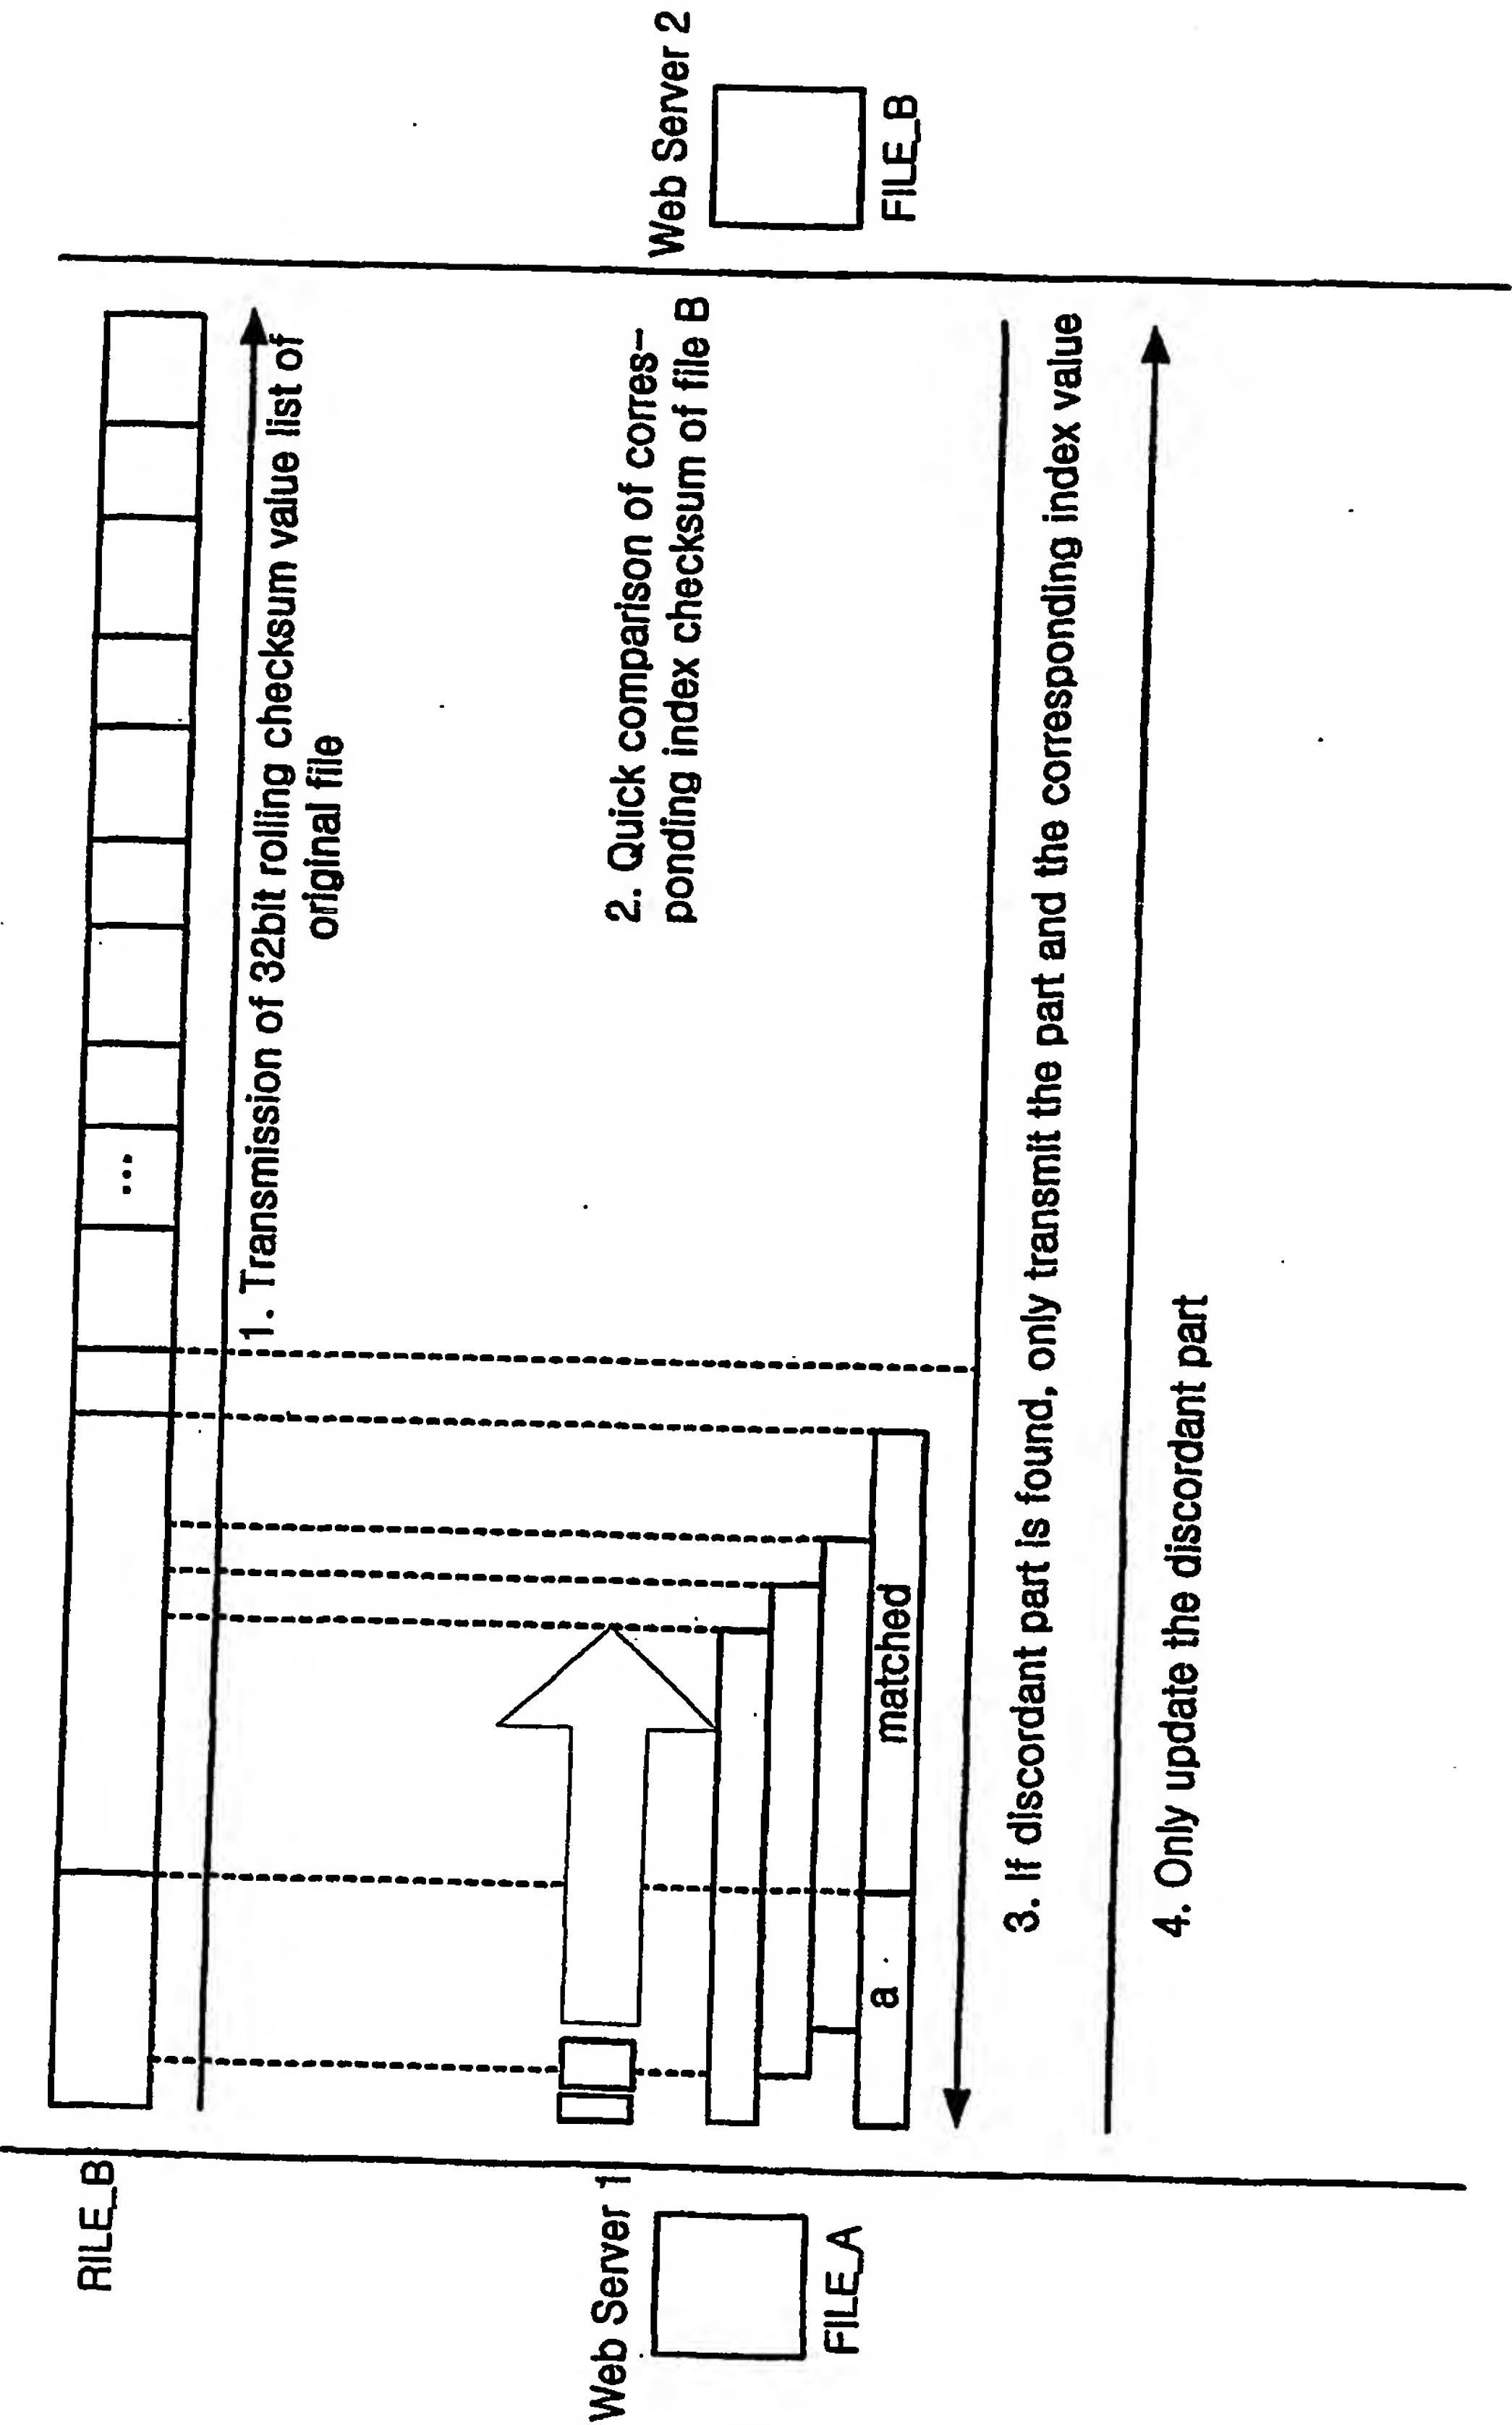 RILE_B
1. Transmission of 32bit rolling checksum value list of
original file
...
Web Server 1
FILE_A
Web Server 2
FILE_B
2. Quick comparison of corres-
ponding index checksum of file B
matched
a
3. If discordant part is found, only transmit the part and the corresponding index value
4. Only update the discordant part